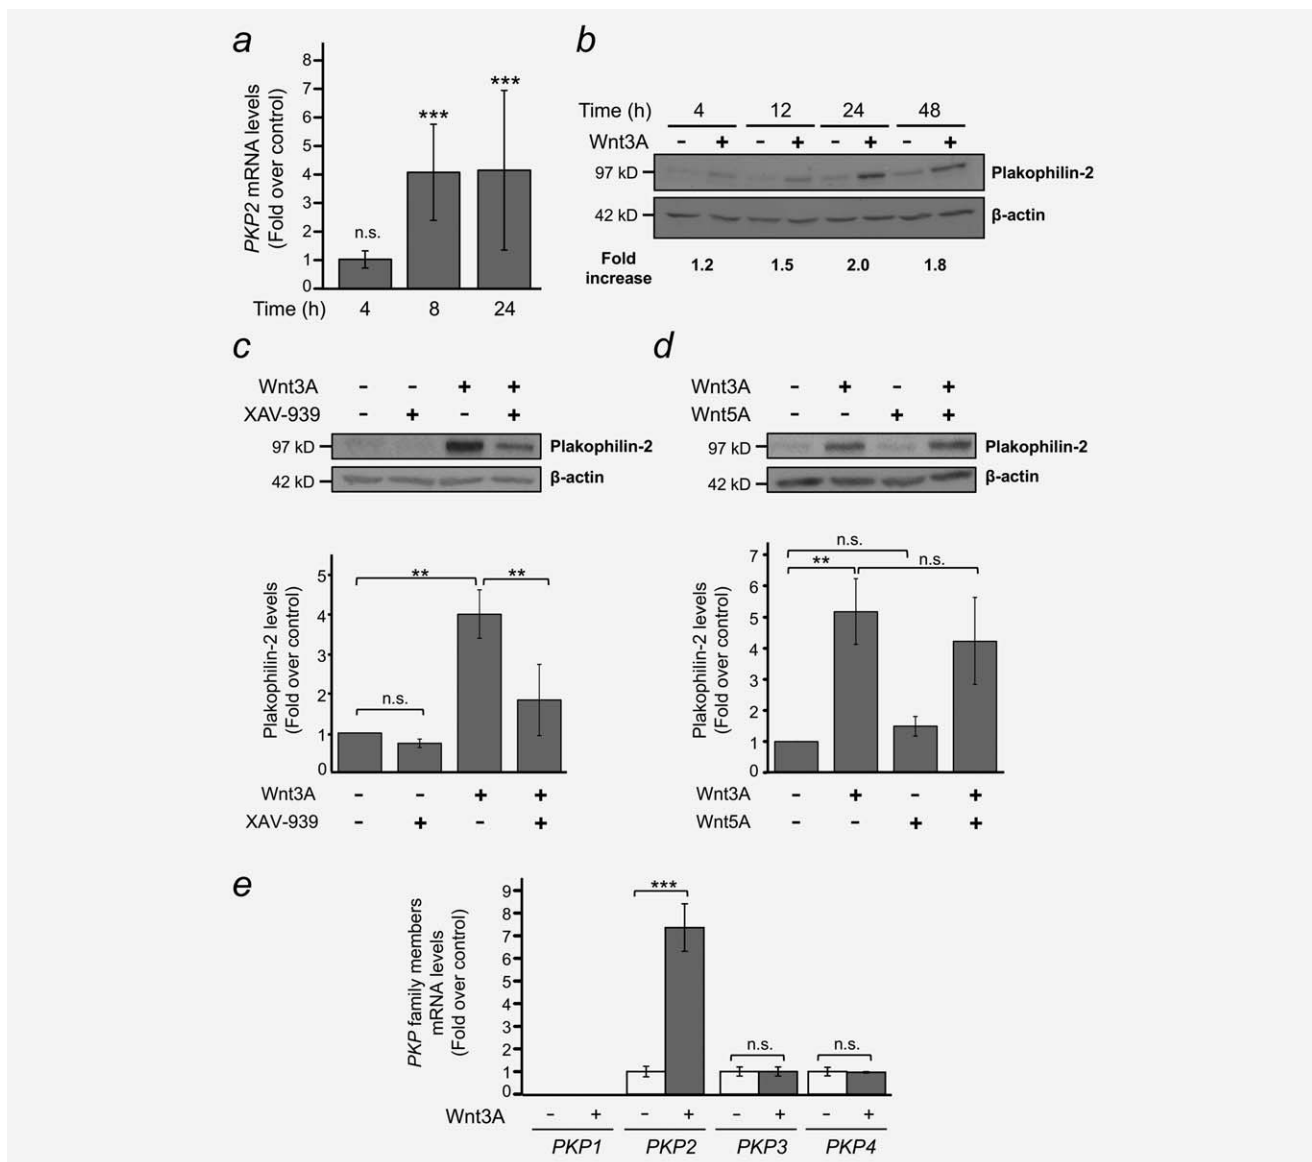 a
PKP2 mRNA levels
(Fold over control)
8
7
6
5
4
3
2
1
0
n.s.
***
***
Time (h) 4 8 24
b
Time (h) 4 12 24 48
Wnt3A - + - + - + - +
97 kD Plakophilin-2
42 kD β-actin
Fold
increase 1.2 1.5 2.0 1.8
c
Wnt3A - - + +
XAV-939 - + - +
97 kD Plakophilin-2
42 kD β-actin
Plakophilin-2 levels
(Fold over control)
5
4
3
2
1
0
n.s.
** **
Wnt3A - - + +
XAV-939 - + - +
d
Wnt3A - + - +
Wnt5A - - + +
97 kD Plakophilin-2
42 kD β-actin
Plakophilin-2 levels
(Fold over control)
7
6
5
4
3
2
1
0
n.s.
** n.s.
Wnt3A - + - +
Wnt5A - - + +
e
PKP family members
mRNA levels
(Fold over control)
9
8
7
6
5
4
3
2
1
0
***
n.s. n.s.
Wnt3A - + - + - + - +
PKP1 PKP2 PKP3 PKP4